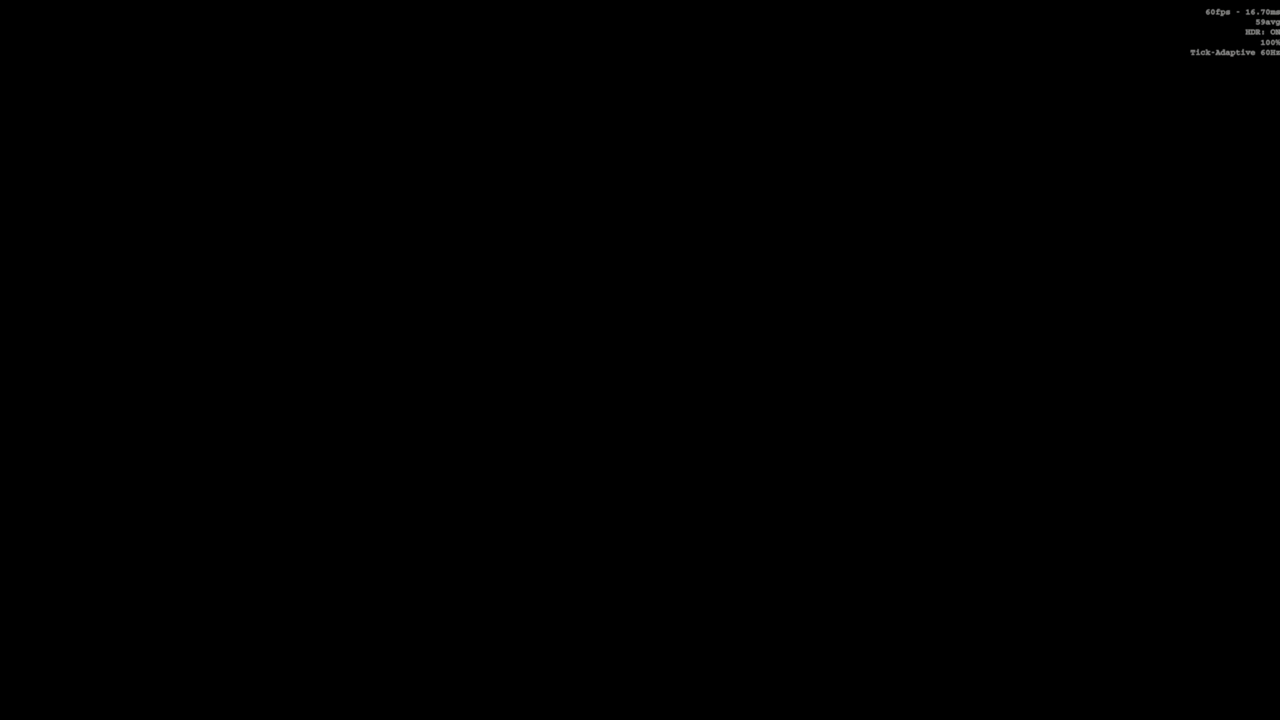 60fps - 16.70ms
59avg
HDR: ON
100%
Tick-Adaptive 60Hz